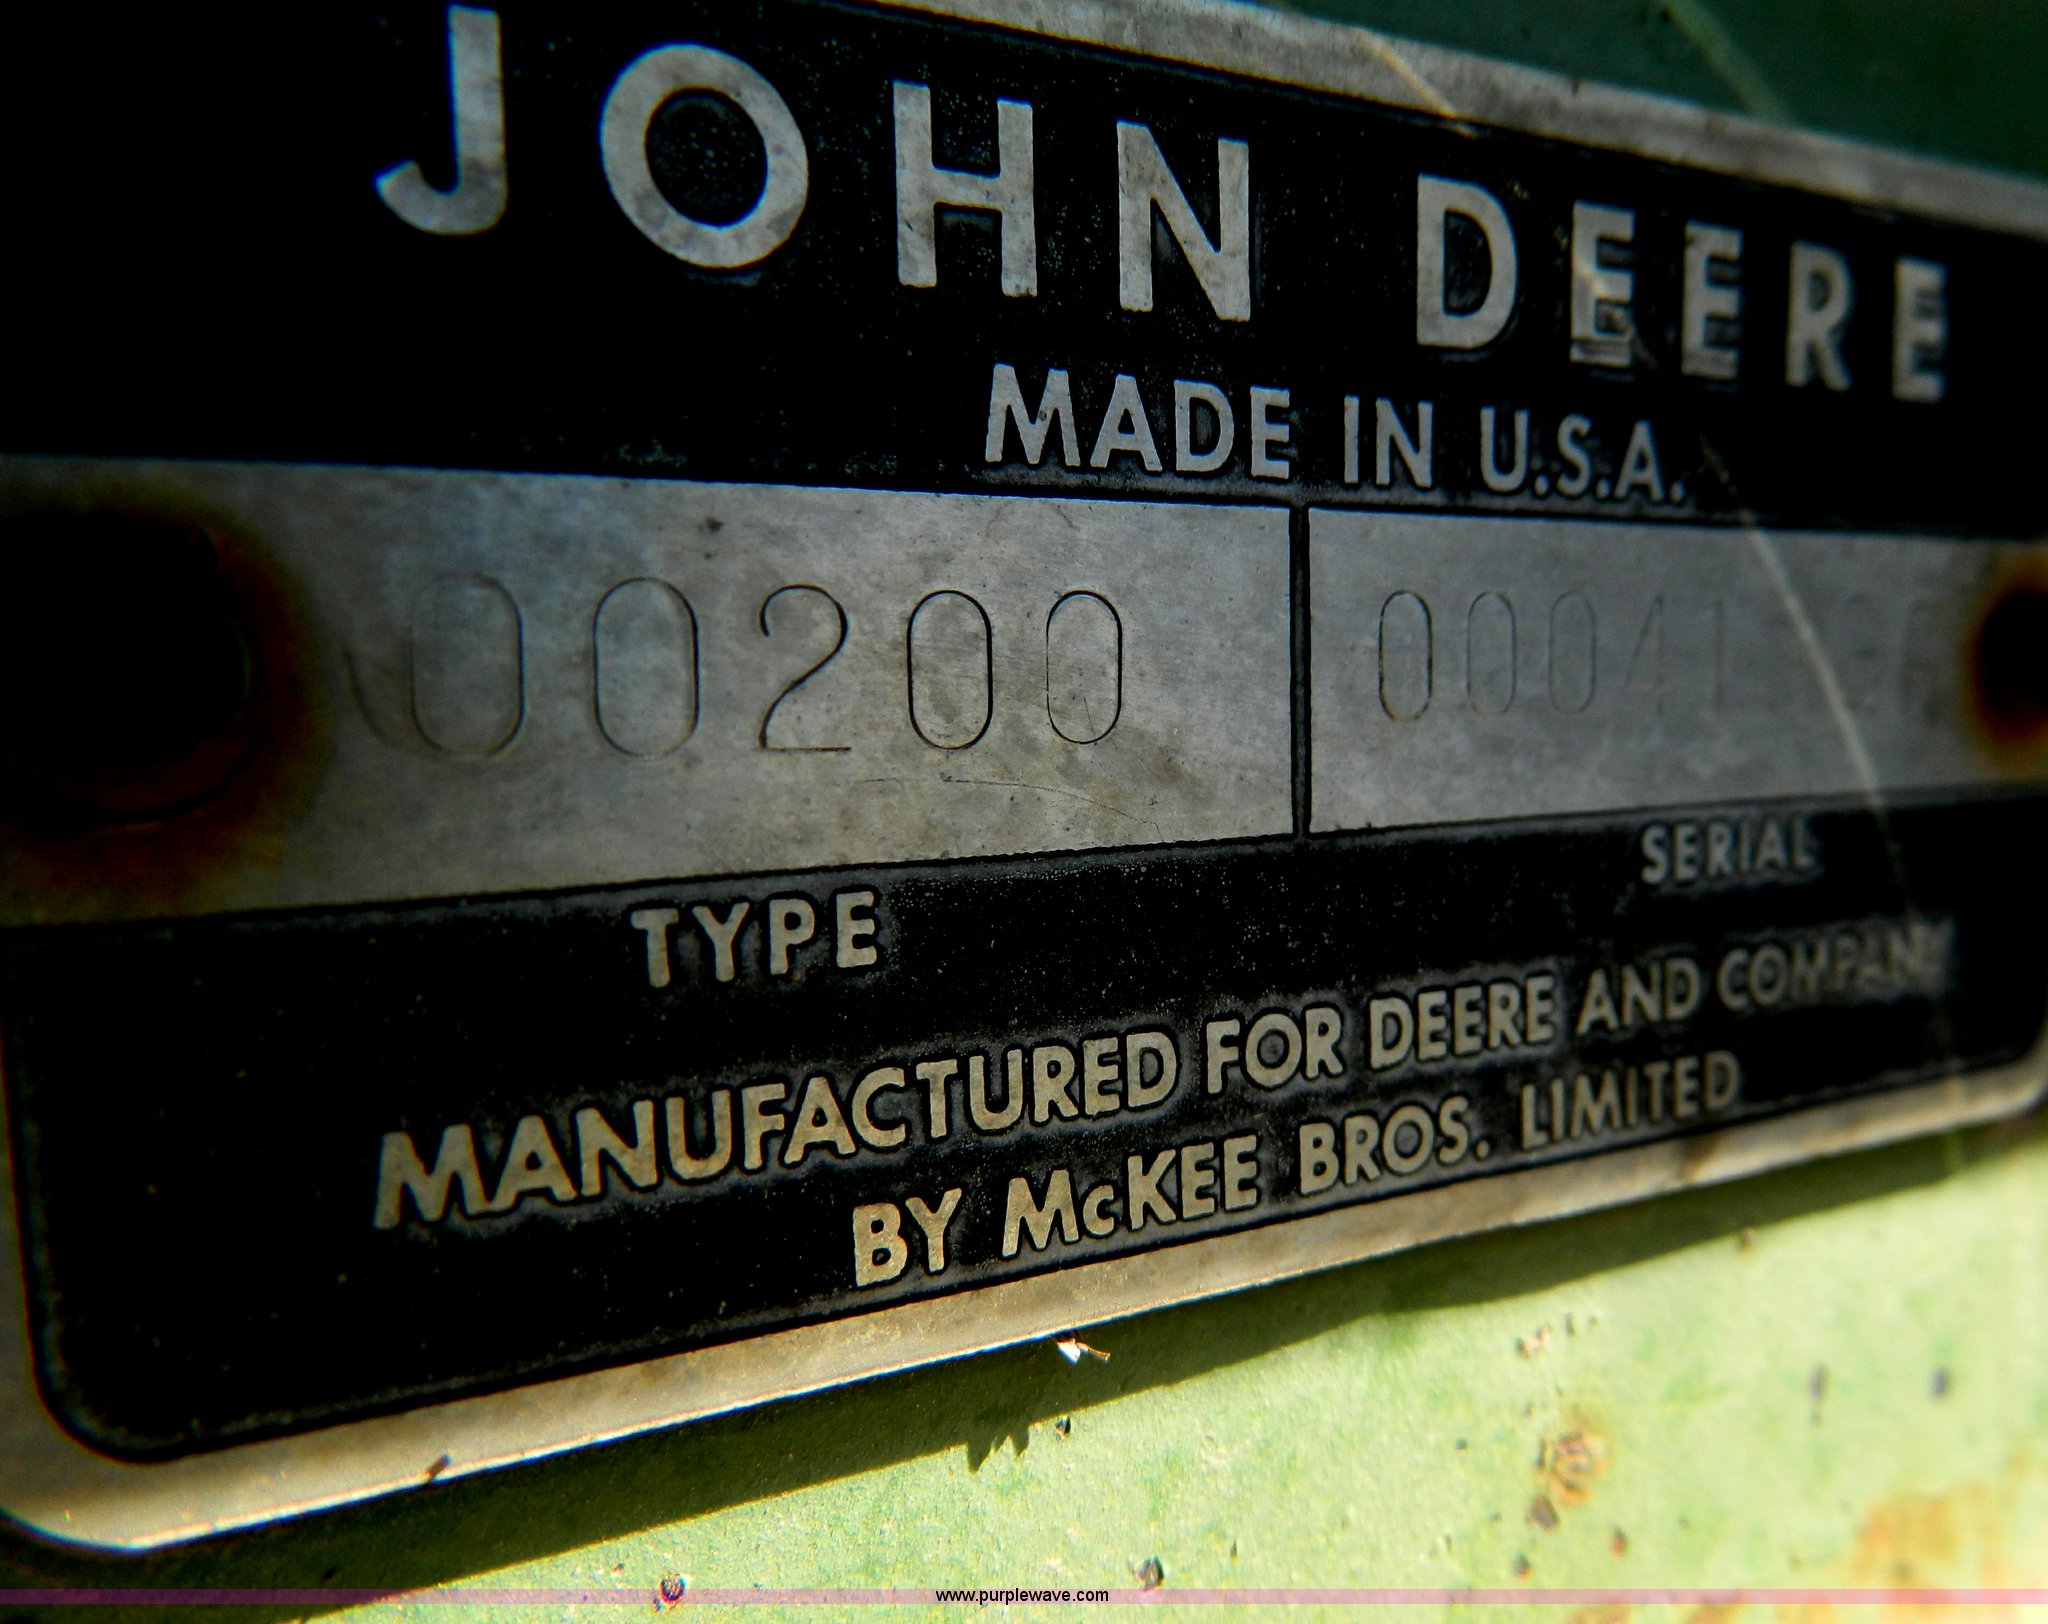 JOHN DEERE
MADE IN U.S.A.
00200
TYPE
SERIAL
MANUFACTURED FOR DEERE AND COMPANY
BY McKEE BROS. LIMITED
www.purplewave.com